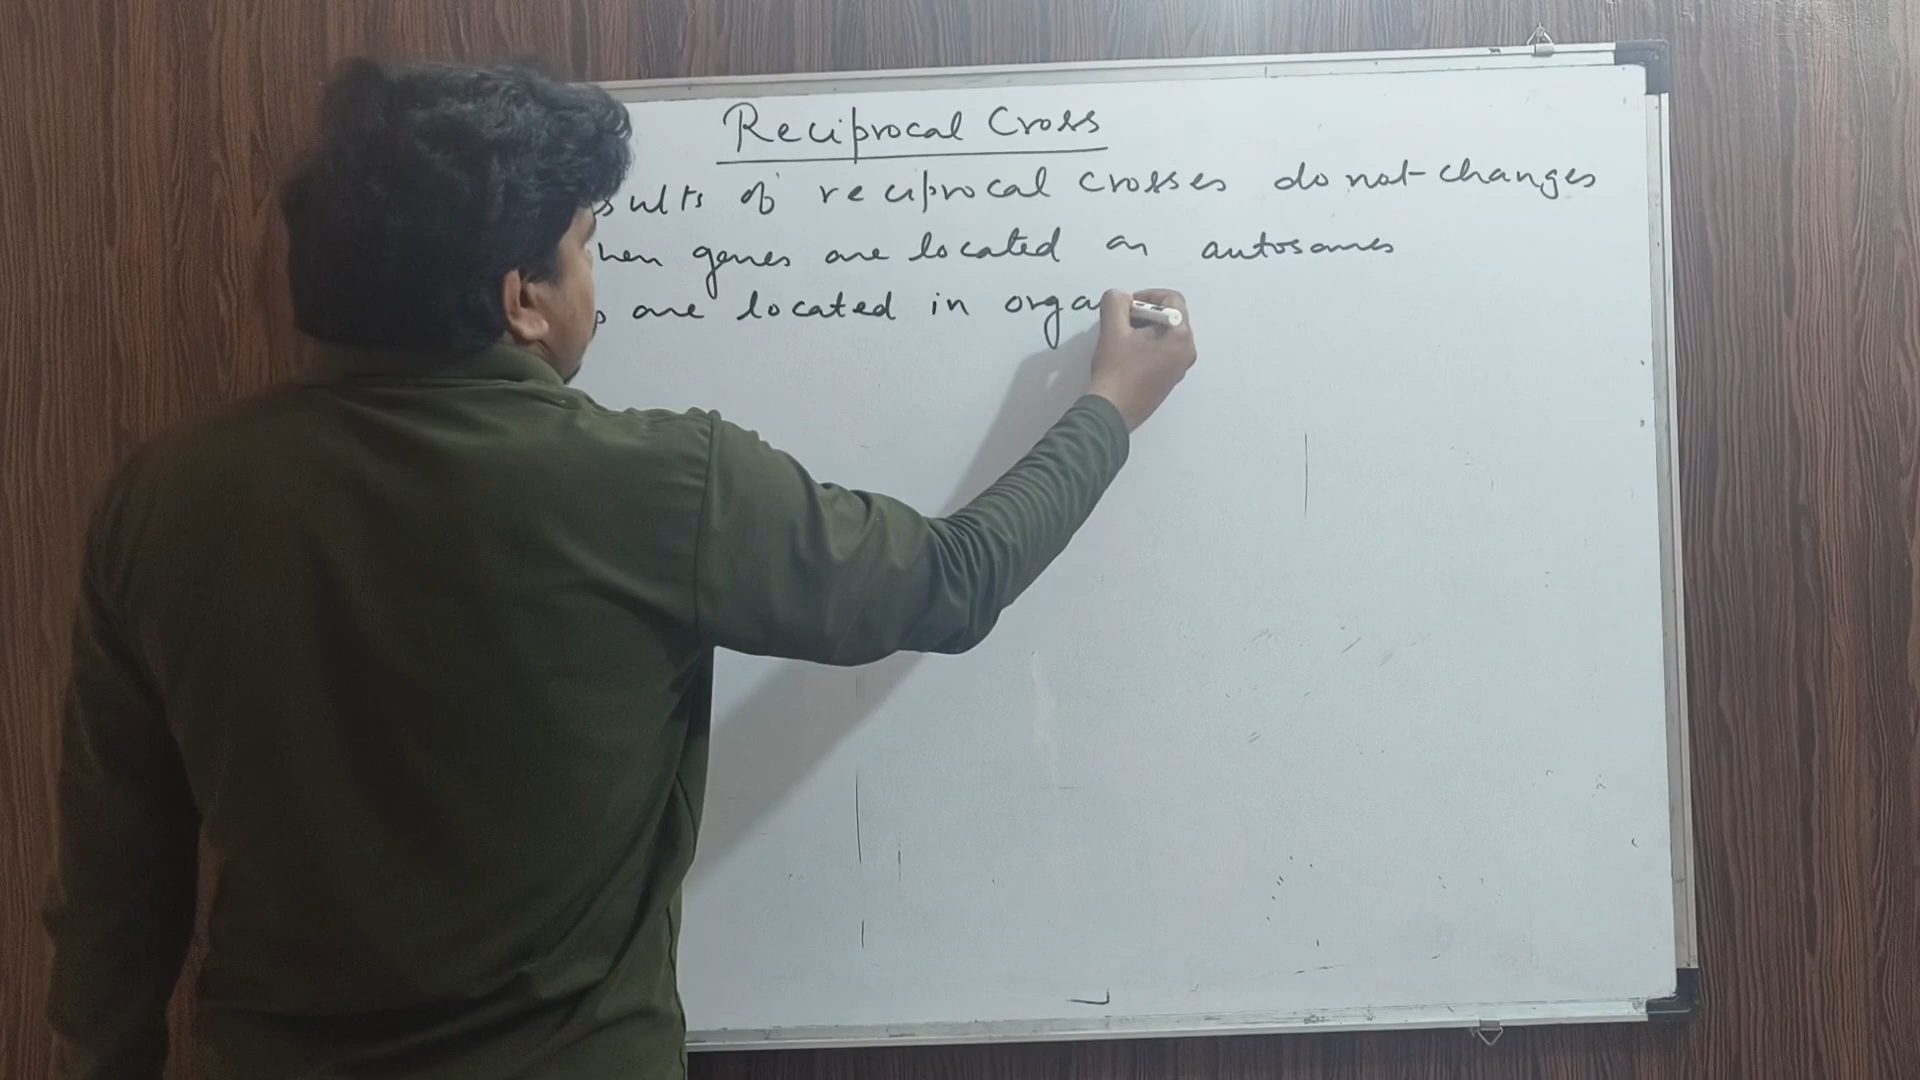 Reciprocal Cross
sults of reciprocal crosses do not changes
hen genes are located on autosomes
s are located in orga